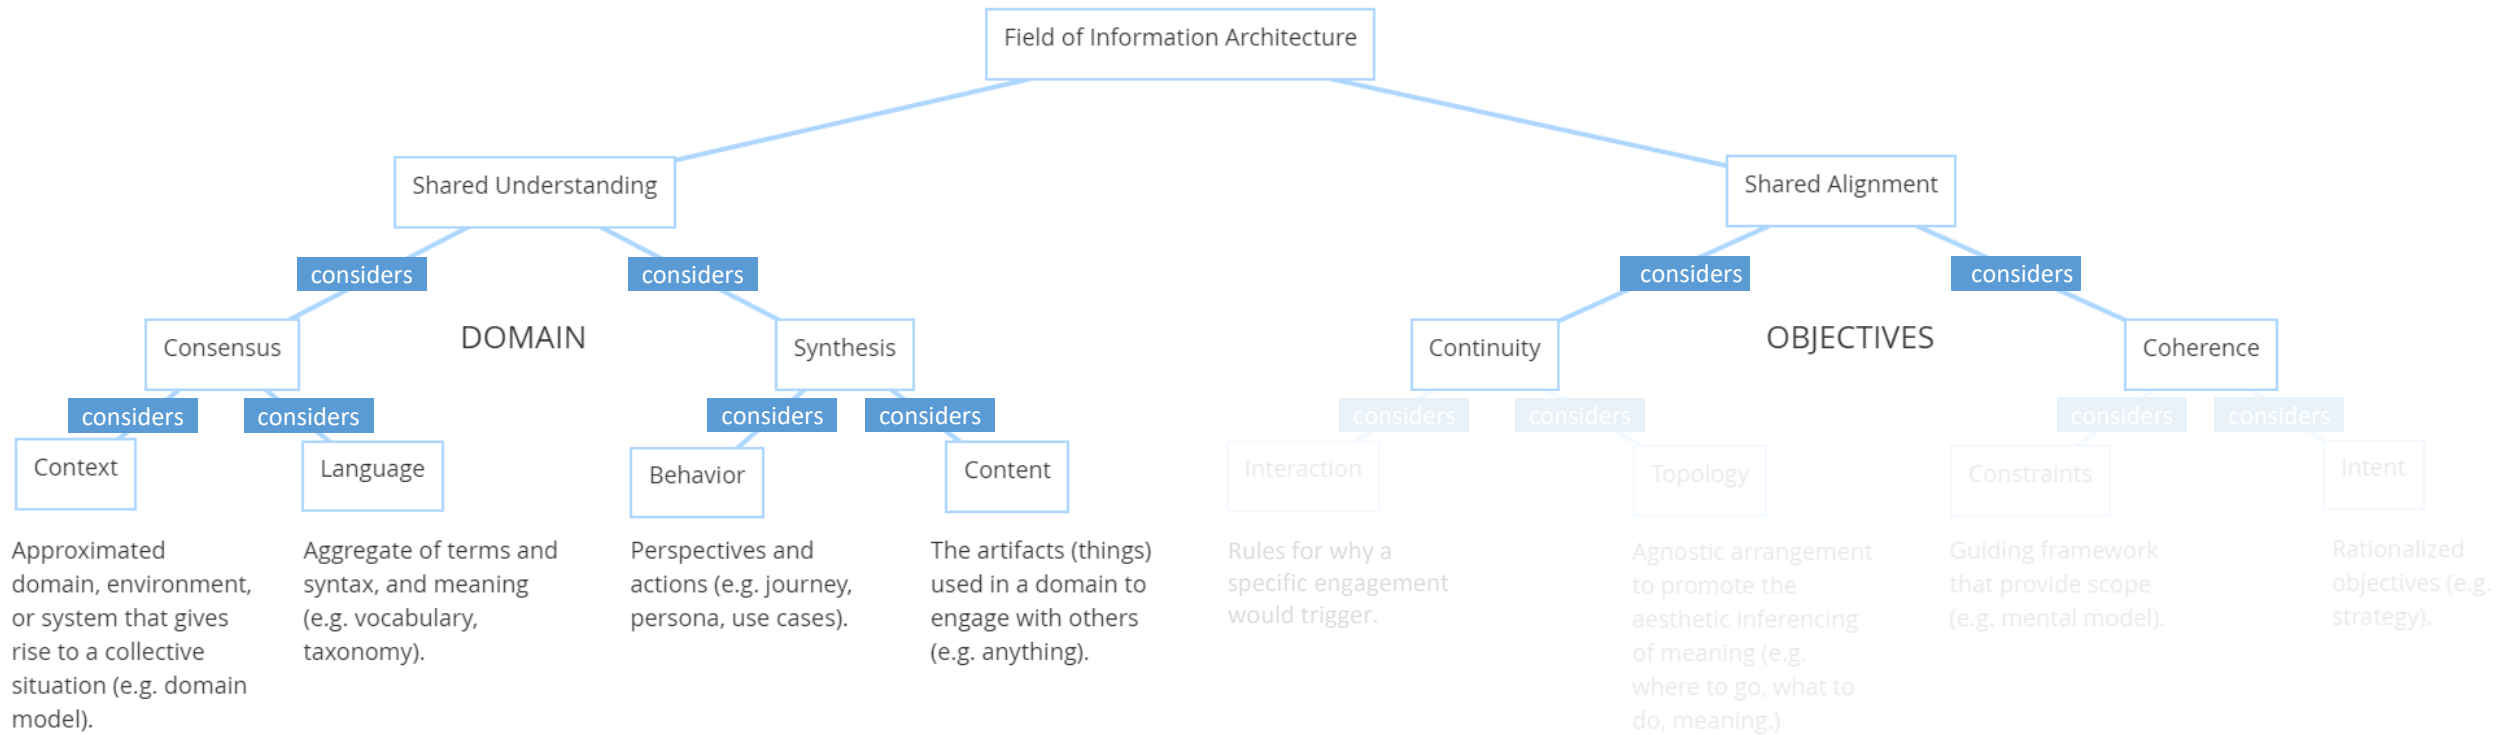 Field of Information Architecture
Shared Understanding
Shared Alignment
considers
considers
considers
considers
Consensus
DOMAIN
Synthesis
Continuity
OBJECTIVES
Coherence
considers
considers
considers
considers
considers
considers
considers
considers
Context
Language
Behavior
Content
Interaction
Topology
Constraints
Intent
Approximated
domain, environment,
or system that gives
rise to a collective
situation (e.g. domain
model).
Aggregate of terms and
syntax, and meaning
(e.g. vocabulary,
taxonomy).
Perspectives and
actions (e.g. journey,
persona, use cases).
The artifacts (things)
used in a domain to
engage with others
(e.g. anything).
Rules for why a
specific engagement
would trigger.
Agnostic arrangement
to promote the
aesthetic inferencing
of meaning (e.g.
where to go, what to
do, meaning.)
Guiding framework
that provide scope
(e.g. mental model).
Rationalized
objectives (e.g.
strategy).